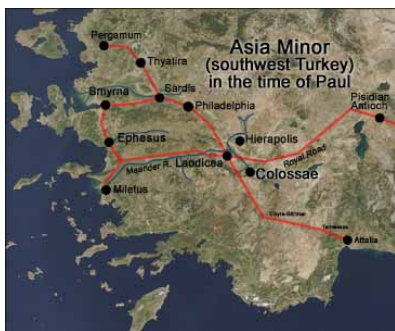 Asia Minor
(southwest Turkey)
in the time of Paul
Pergamum
Thyatira
Smyrna
Sardis
Philadelphia
Pisidian
Antioch
Ephesus
Hierapolis
Royal Road
Meander R.
Laodicea
Colossae
Miletus
Attalia